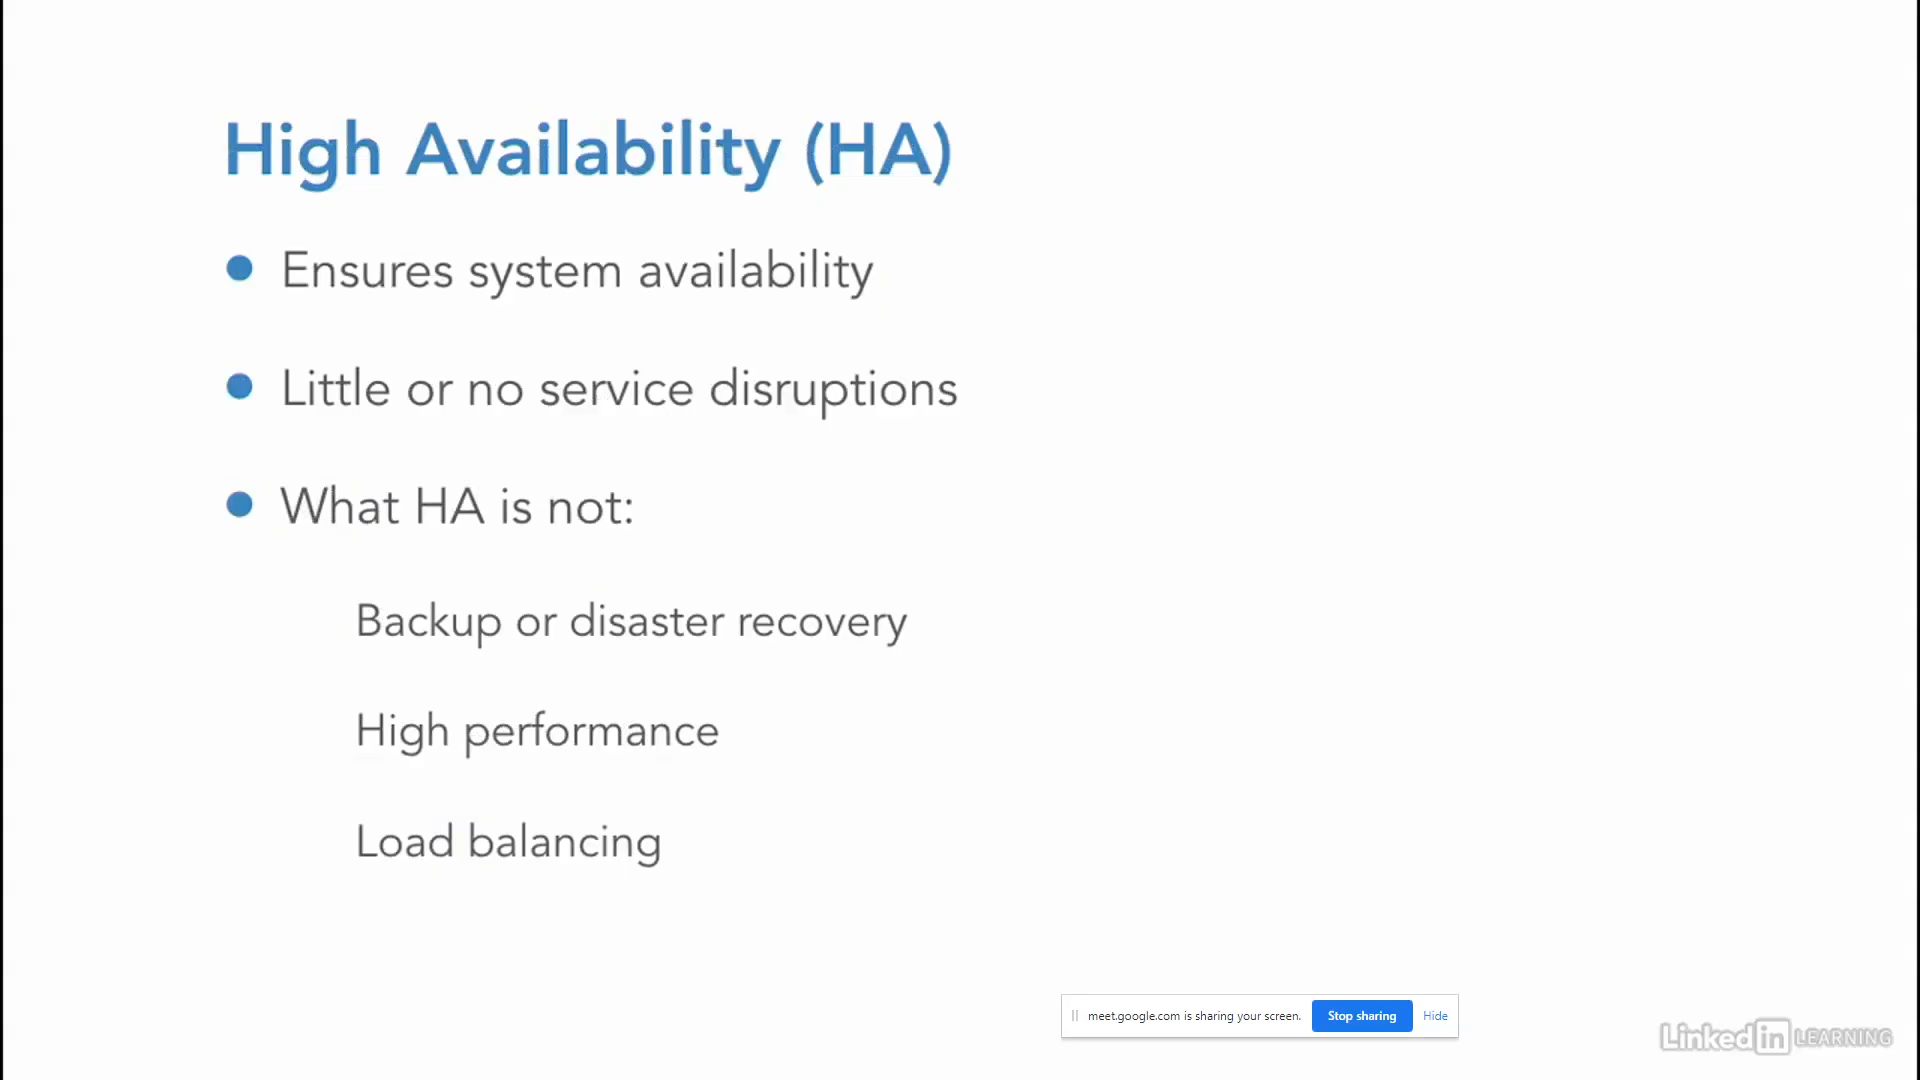 High Availability (HA)
Ensures system availability
Little or no service disruptions
What HA is not:
Backup or disaster recovery
High performance
Load balancing
meet.google.com is sharing your screen. Stop sharing Hide
Linked in LEARNING